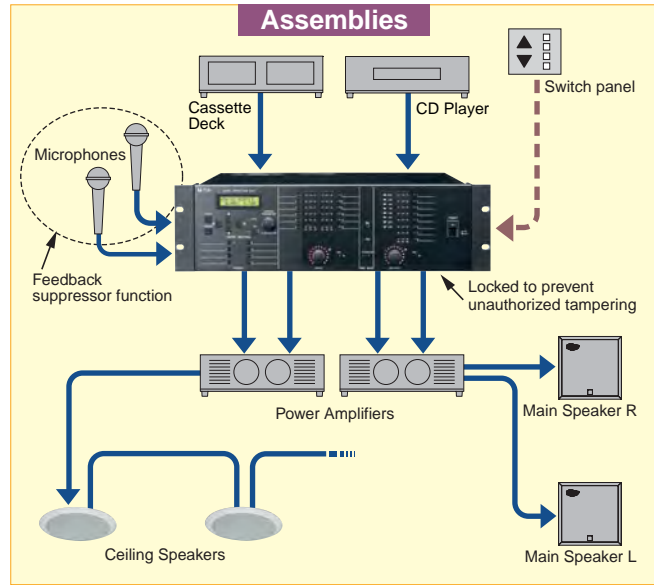 Assemblies
Cassette
Deck
CD Player
Switch panel
Microphones
Feedback
suppressor function
Locked to prevent
unauthorized tampering
Power Amplifiers
Main Speaker R
Ceiling Speakers
Main Speaker L